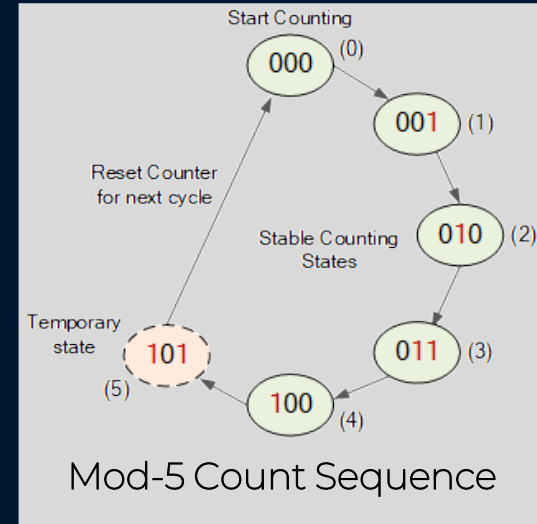 Start Counting
000
(0)
001
(1)
Reset Counter
for next cycle
Stable Counting
States
010
(2)
Temporary
state
101
(5)
011
(3)
100
(4)
Mod-5 Count Sequence